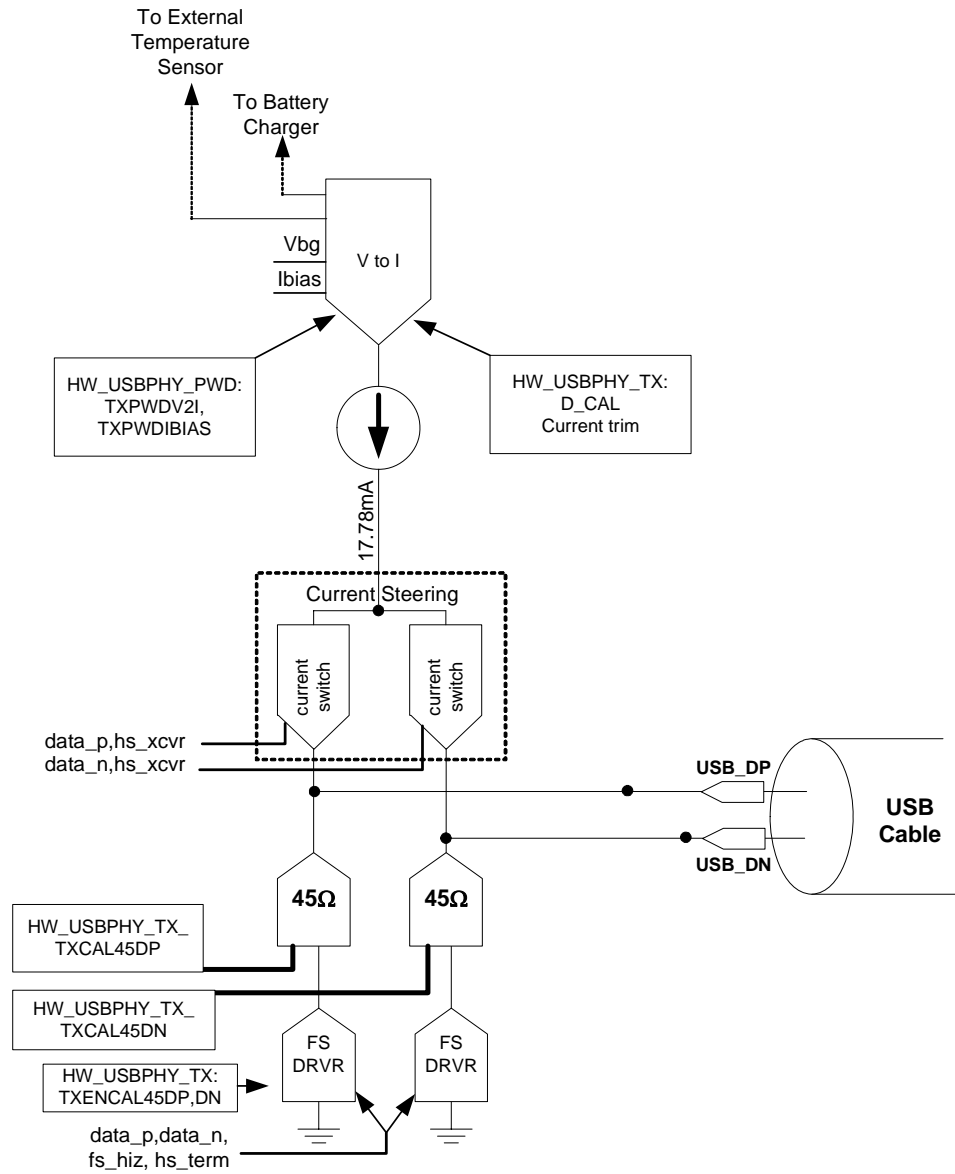 To External
Temperature
Sensor
To Battery
Charger
Vbg
Ibias
V to I
HW_USBPHY_PWD:
TXPWDV2I,
TXPWDIBIAS
HW_USBPHY_TX:
D_CAL
Current trim
17.78mA
Current Steering
current
switch
current
switch
data_p,hs_xcvr
data_n,hs_xcvr
USB_DP
USB_DN
USB
Cable
45Ω
45Ω
HW_USBPHY_TX_
TXCAL45DP
HW_USBPHY_TX_
TXCAL45DN
FS
DRVR
FS
DRVR
HW_USBPHY_TX:
TXENCAL45DP,DN
data_p,data_n,
fs_hiz, hs_term